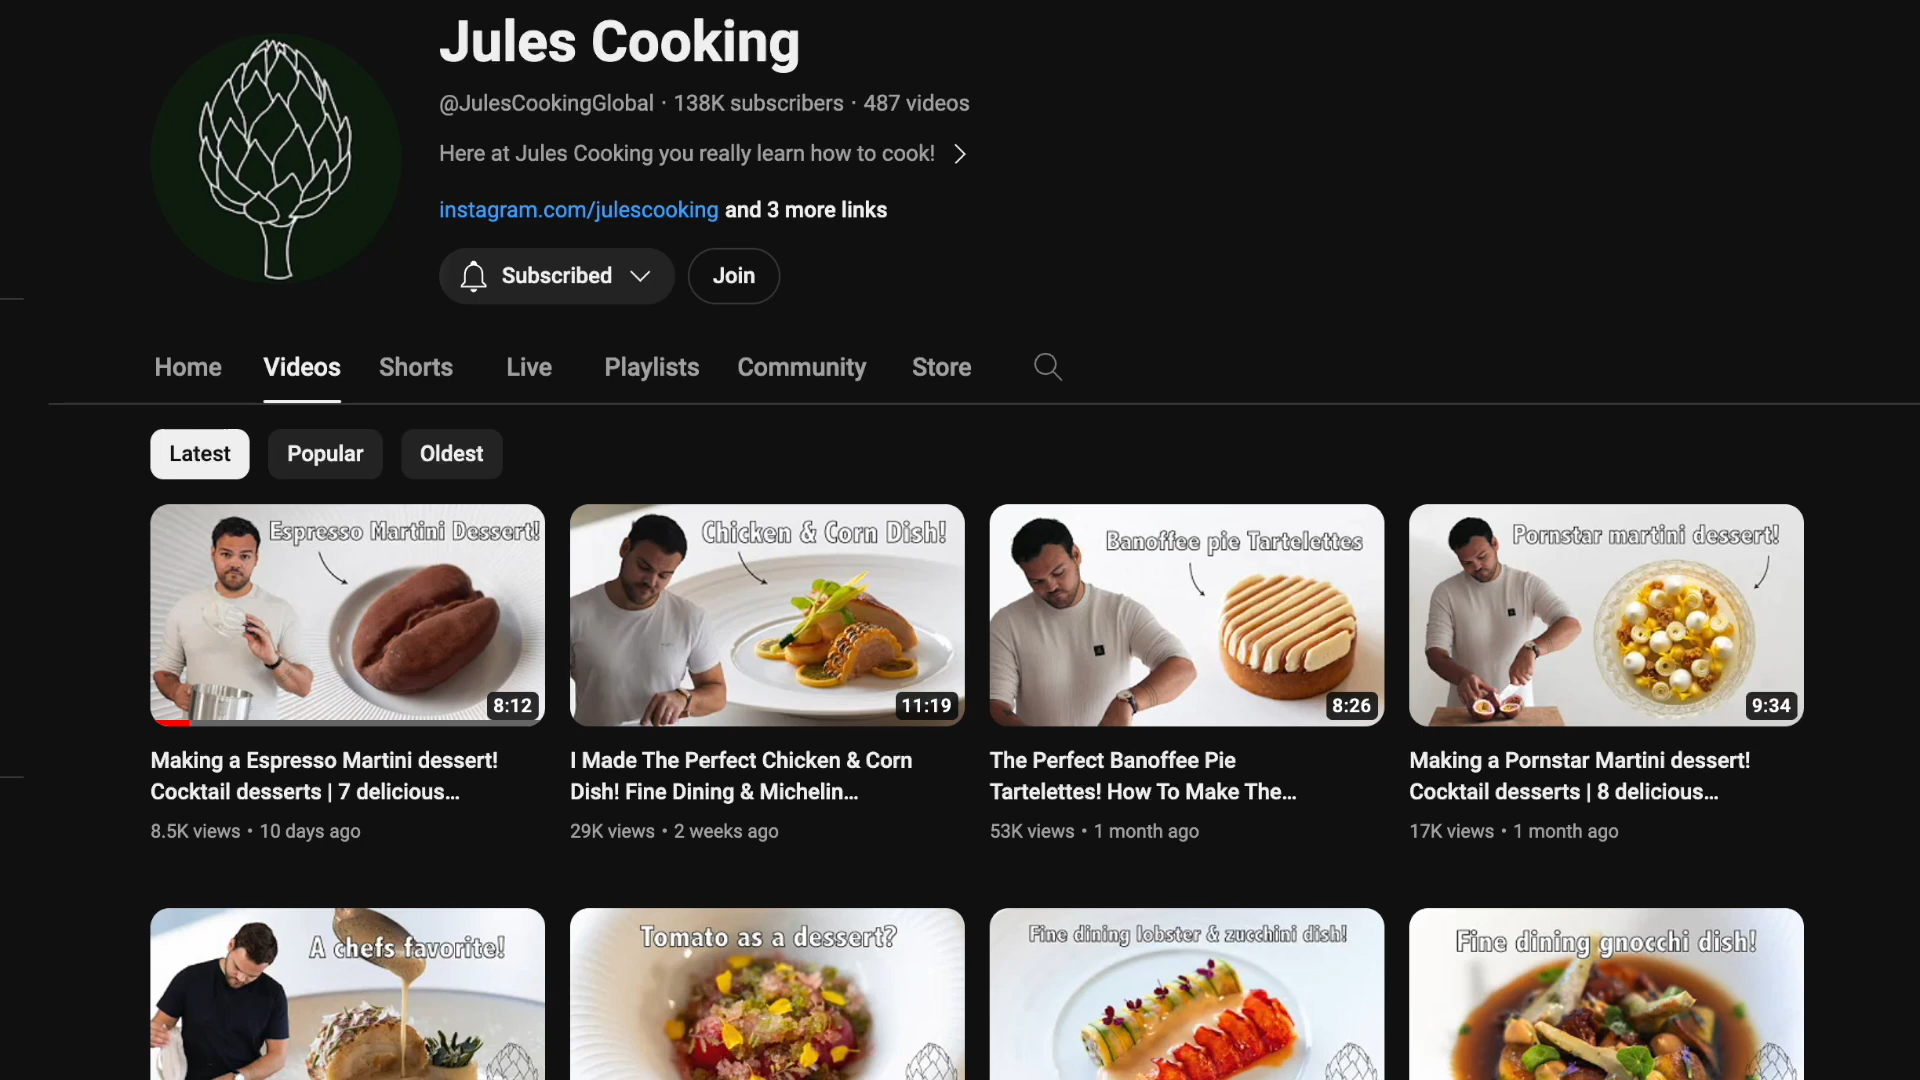 Jules Cooking
@JulesCookingGlobal · 138K subscribers · 487 videos
Here at Jules Cooking you really learn how to cook!
instagram.com/julescooking and 3 more links
Subscribed
Join
Home
Videos
Shorts
Live
Playlists
Community
Store
Latest
Popular
Oldest
Espresso Martini Dessert!
8:12
Chicken & Corn Dish!
11:19
Banoffee pie Tartelettes
8:26
Pornstar martini dessert!
9:34
Making a Espresso Martini dessert!
Cocktail desserts | 7 delicious...
8.5K views • 10 days ago
I Made The Perfect Chicken & Corn
Dish! Fine Dining & Michelin...
29K views • 2 weeks ago
The Perfect Banoffee Pie
Tartelettes! How To Make The...
53K views • 1 month ago
Making a Pornstar Martini dessert!
Cocktail desserts | 8 delicious...
17K views • 1 month ago
A chefs favorite!
Tomato as a dessert?
Fine dining lobster & zucchini dish!
Fine dining gnocchi dish!